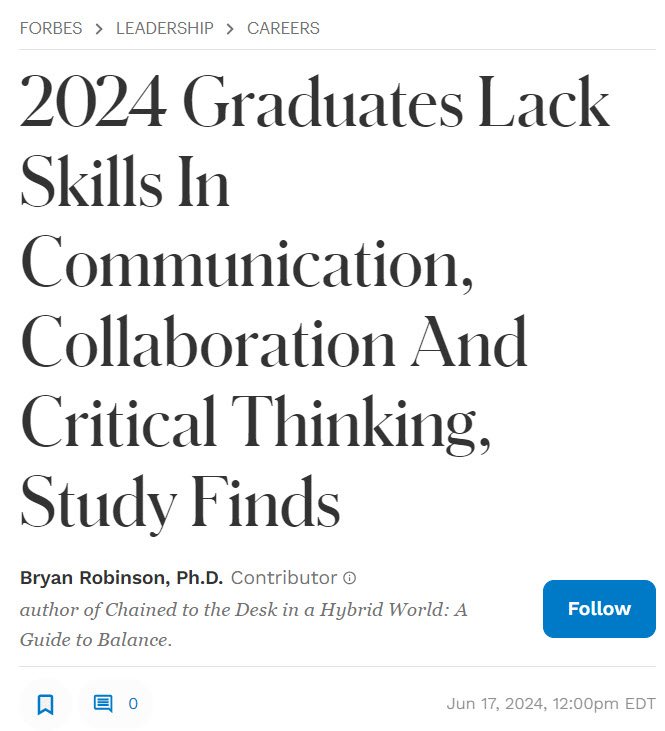 FORBES > LEADERSHIP > CAREERS
2024 Graduates Lack
Skills In
Communication,
Collaboration And
Critical Thinking,
Study Finds
Bryan Robinson, Ph.D. Contributor
author of Chained to the Desk in a Hybrid World: A
Guide to Balance.
Follow
0
Jun 17, 2024, 12:00pm EDT